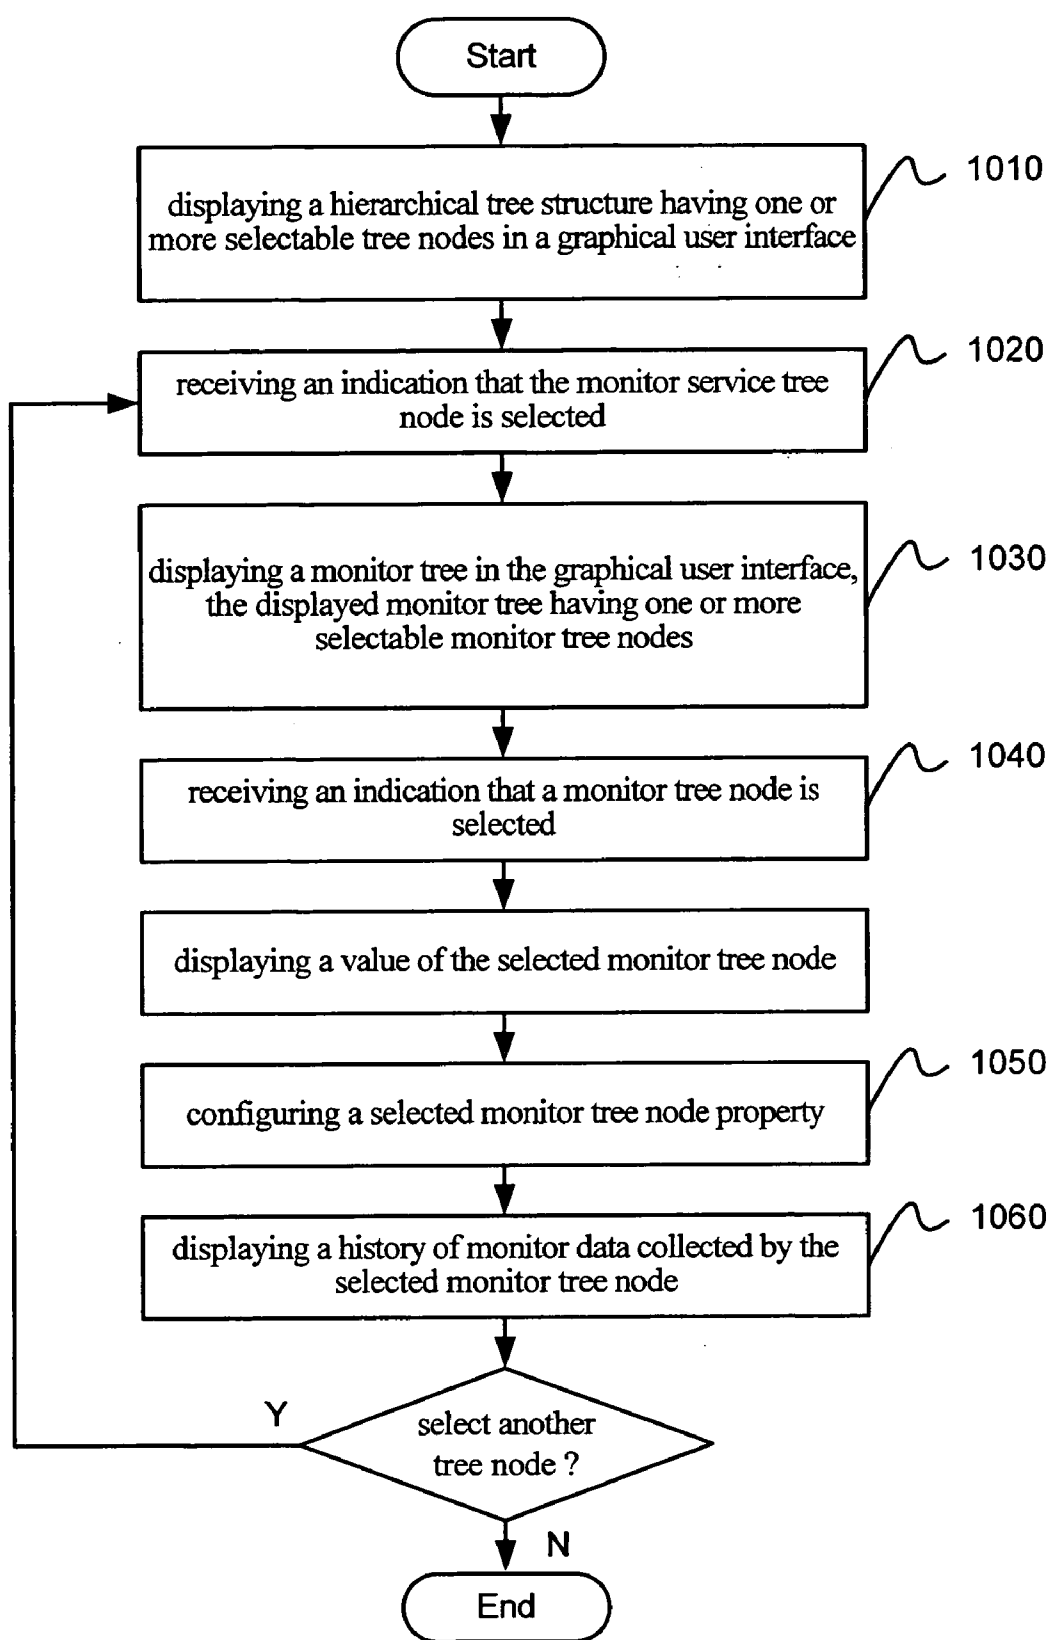 Start
displaying a hierarchical tree structure having one or
more selectable tree nodes in a graphical user interface
1010
receiving an indication that the monitor service tree
node is selected
1020
displaying a monitor tree in the graphical user interface,
the displayed monitor tree having one or more
selectable monitor tree nodes
1030
receiving an indication that a monitor tree node is
selected
1040
displaying a value of the selected monitor tree node
configuring a selected monitor tree node property
1050
displaying a history of monitor data collected by the
selected monitor tree node
1060
Y
select another
tree node ?
N
End